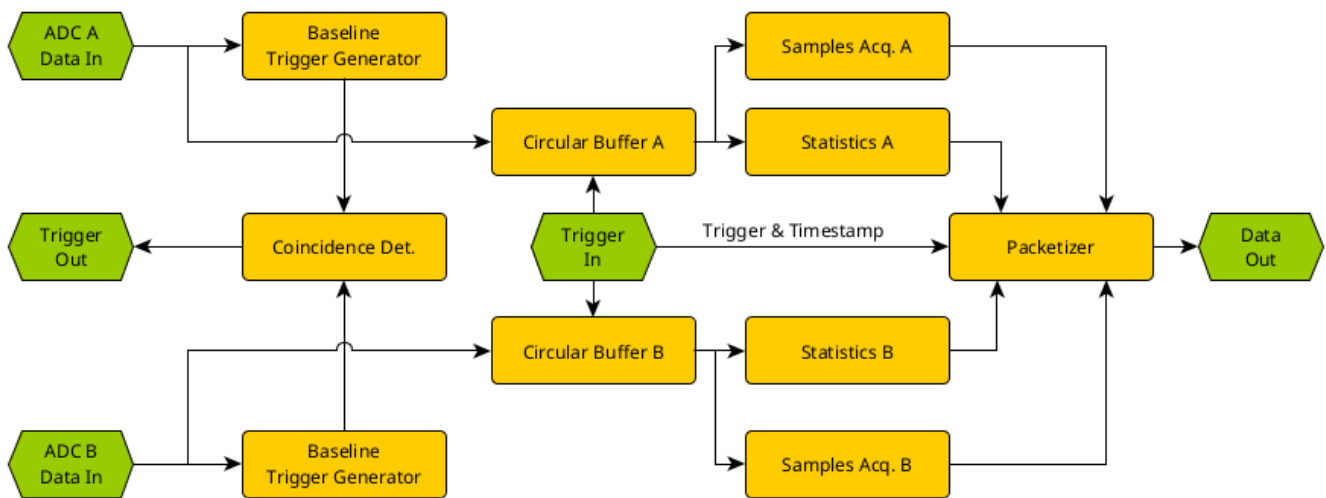 ADC A
Data In
Baseline
Trigger Generator
Samples Acq. A
Circular Buffer A
Statistics A
Trigger
Out
Coincidence Det.
Trigger
In
Trigger & Timestamp
Packetizer
Data
Out
Circular Buffer B
Statistics B
ADC B
Data In
Baseline
Trigger Generator
Samples Acq. B